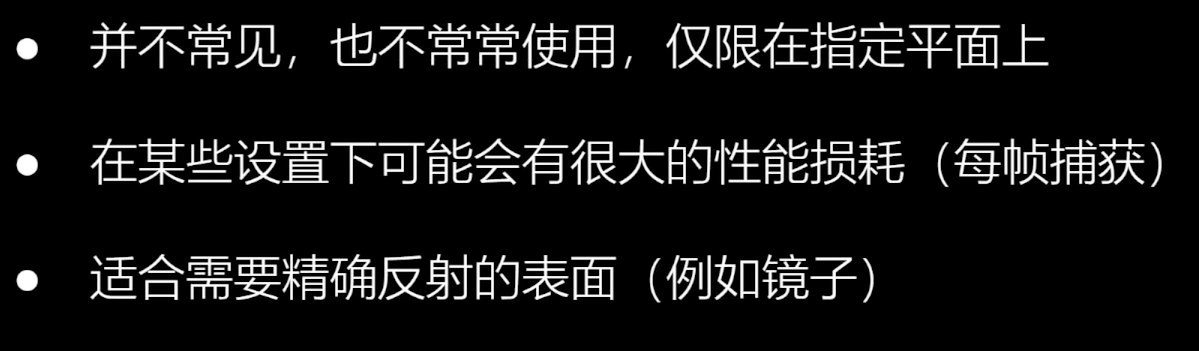 ● 并不常见，也不常常使用，仅限在指定平面上
● 在某些设置下可能会有很大的性能损耗（每帧捕获）
● 适合需要精确反射的表面（例如镜子）